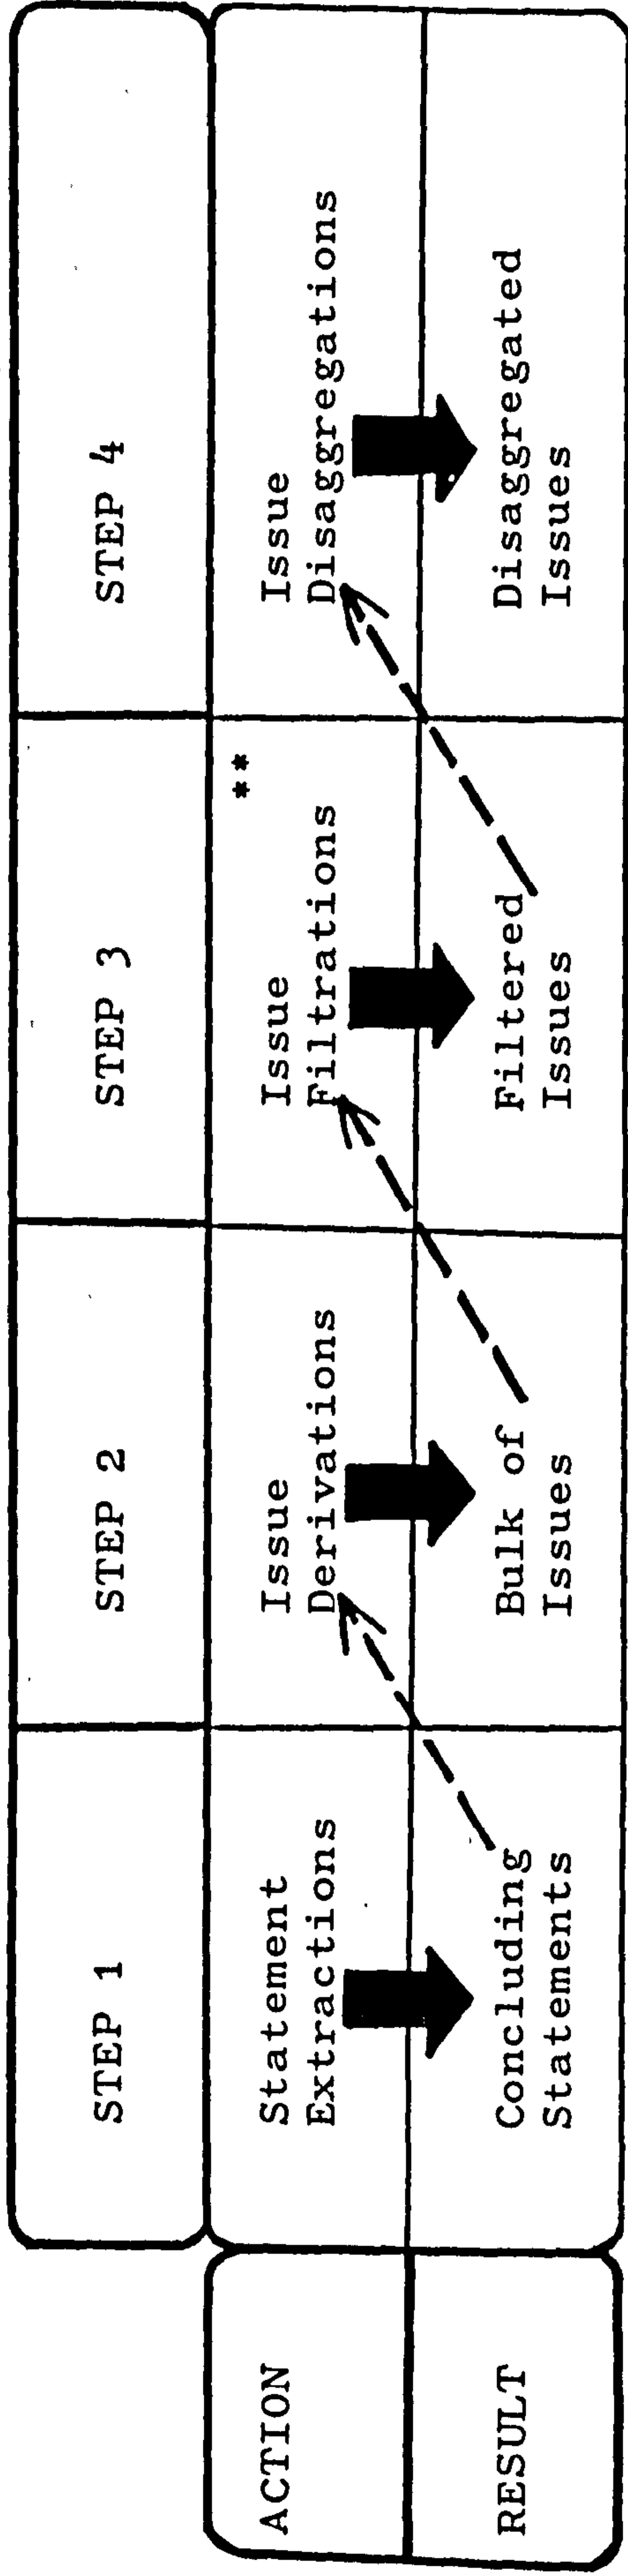 STEP 1
STEP 2
STEP 3
STEP 4
ACTION
Statement
Extractions
Issue
Derivations
Issue
Filtrations
**
Issue
Disaggregations
RESULT
Concluding
Statements
Bulk of
Issues
Filtered
Issues
Disaggregated
Issues